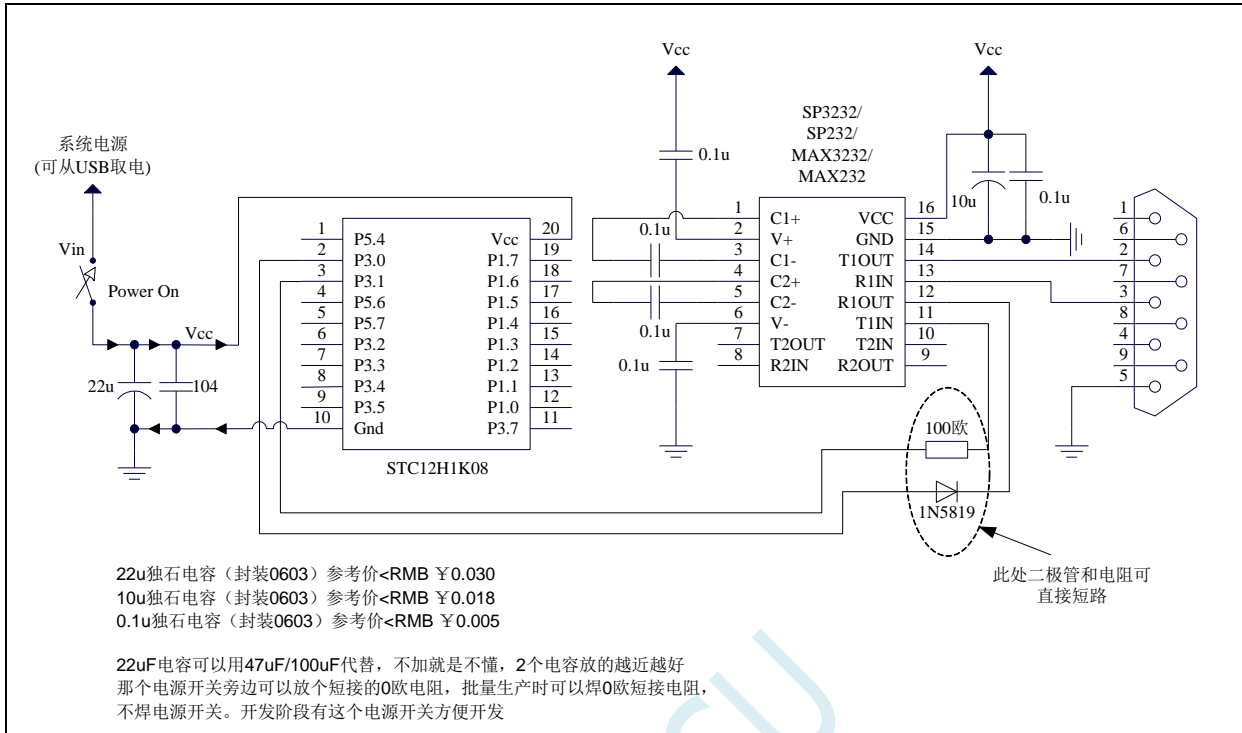 Vcc
Vcc
SP3232/
SP232/
MAX3232/
MAX232
系统电源
(可从USB取电)
Vin
Power On
Vcc
22u
104
0.1u
10u
0.1u
0.1u
0.1u
0.1u
1 P5.4
2 P3.0
3 P3.1
4 P5.6
5 P5.7
6 P3.2
7 P3.3
8 P3.4
9 P3.5
10 Gnd
Vcc 20
P1.7 19
P1.6 18
P1.5 17
P1.4 16
P1.3 15
P1.2 14
P1.1 13
P1.0 12
P3.7 11
STC12H1K08
1 C1+
2 V+
3 C1-
4 C2+
5 C2-
6 V-
7 T2OUT
8 R2IN
VCC 16
GND 15
T1OUT 14
R1IN 13
R1OUT 12
T1IN 11
T2IN 10
R2OUT 9
1
6
2
7
3
8
4
9
5
100欧
1N5819
此处二极管和电阻可
直接短路
22u独石电容（封装0603）参考价<RMB ￥0.030
10u独石电容（封装0603）参考价<RMB ￥0.018
0.1u独石电容（封装0603）参考价<RMB ￥0.005
22uF电容可以用47uF/100uF代替，不加就是不懂，2个电容放的越近越好
那个电源开关旁边可以放个短接的0欧电阻，批量生产时可以焊0欧短接电阻，
不焊电源开关。开发阶段有这个电源开关方便开发